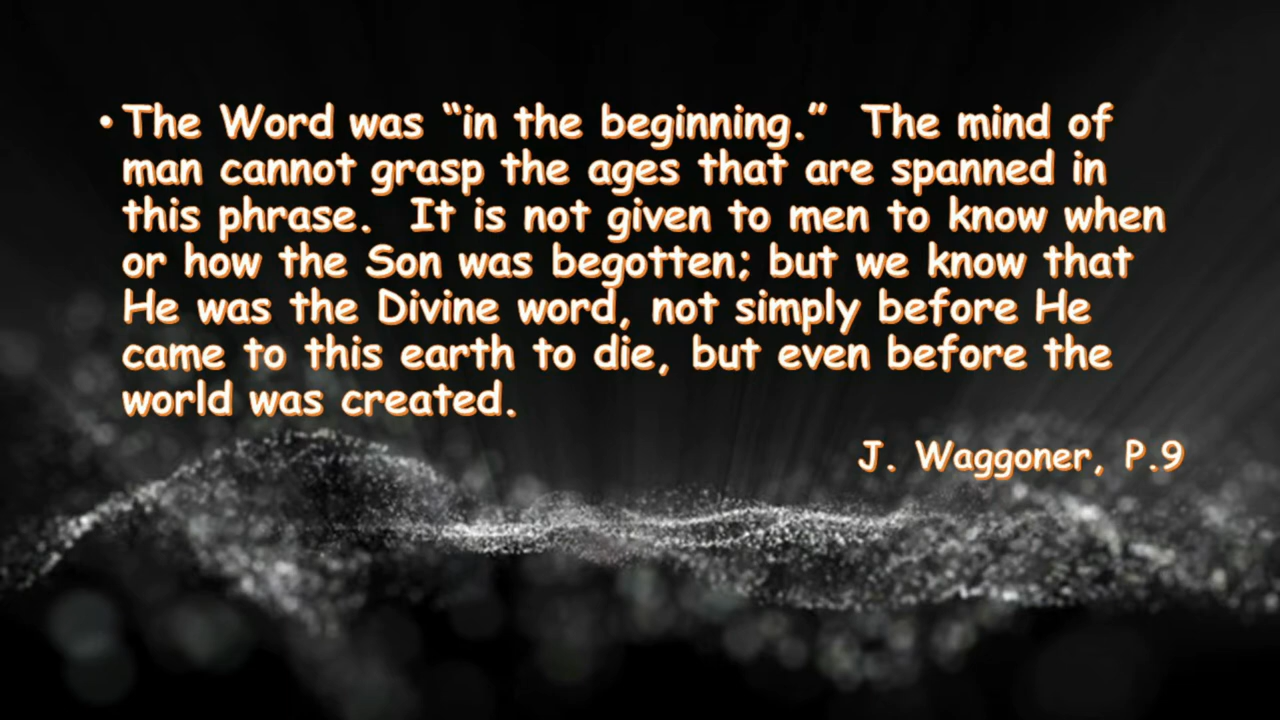 • The Word was “in the beginning.”  The mind of
man cannot grasp the ages that are spanned in
this phrase.  It is not given to men to know when
or how the Son was begotten; but we know that
He was the Divine word, not simply before He
came to this earth to die, but even before the
world was created.
J. Waggoner, P.9